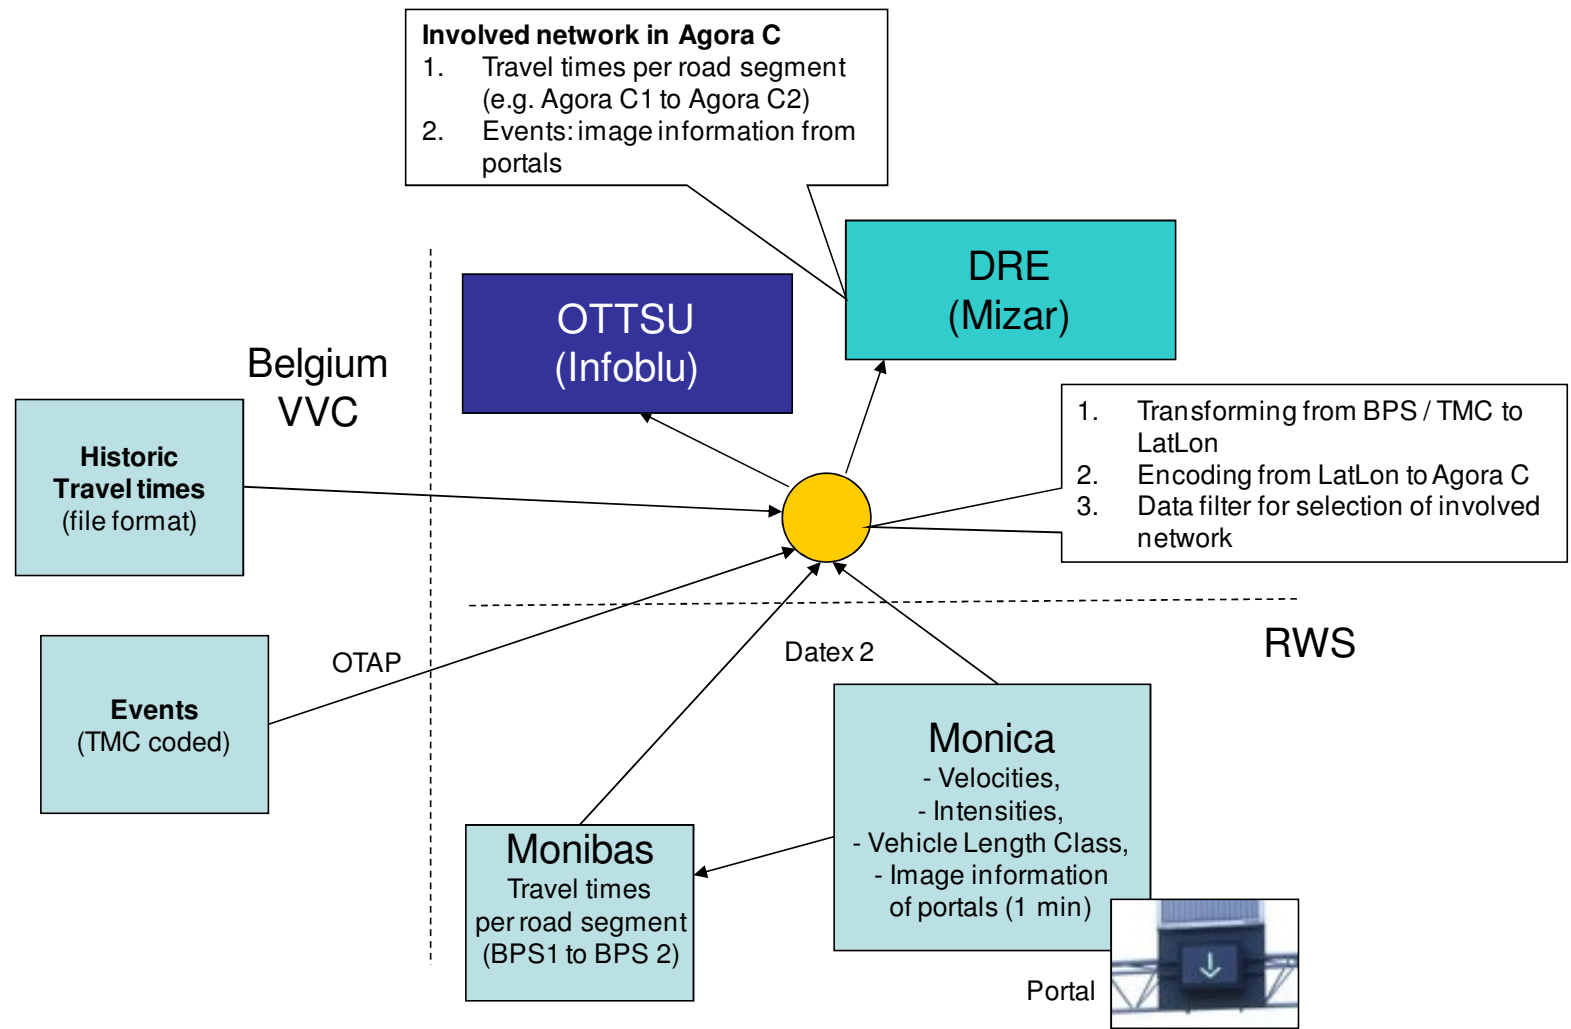 Involved network in Agora C
1. Travel times per road segment
(e.g. Agora C1 to Agora C2)
2. Events: image information from
portals
DRE
(Mizar)
OTTSU
(Infoblu)
Belgium
VVC
Historic
Travel times
(file format)
1. Transforming from BPS / TMC to
LatLon
2. Encoding from LatLon to Agora C
3. Data filter for selection of involved
network
RWS
OTAP
Datex 2
Events
(TMC coded)
Monica
- Velocities,
- Intensities,
- Vehicle Length Class,
- Image information
of portals (1 min)
Monibas
Travel times
per road segment
(BPS1 to BPS 2)
Portal